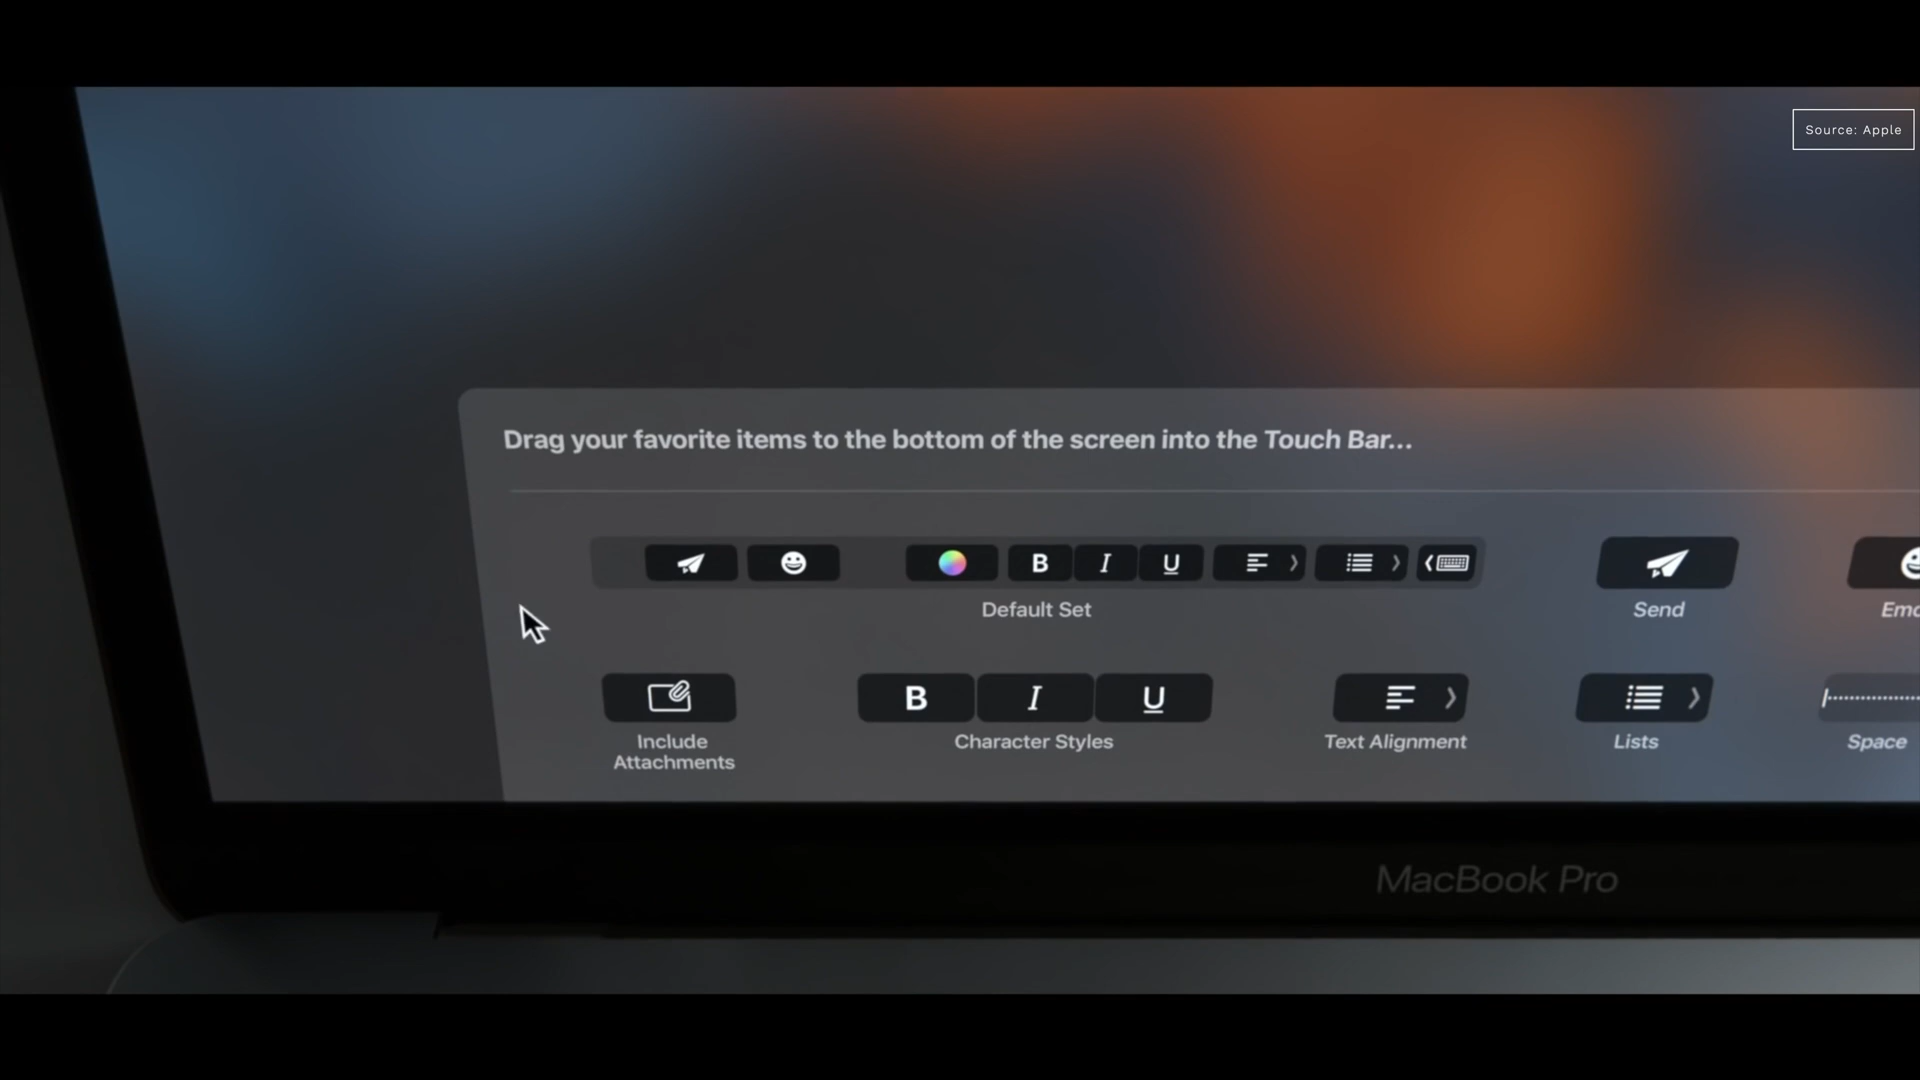 Source: Apple
Drag your favorite items to the bottom of the screen into the Touch Bar...
B I U
Default Set
Send
Include
Attachments
B I U
Character Styles
Text Alignment
Lists
Space
MacBook Pro